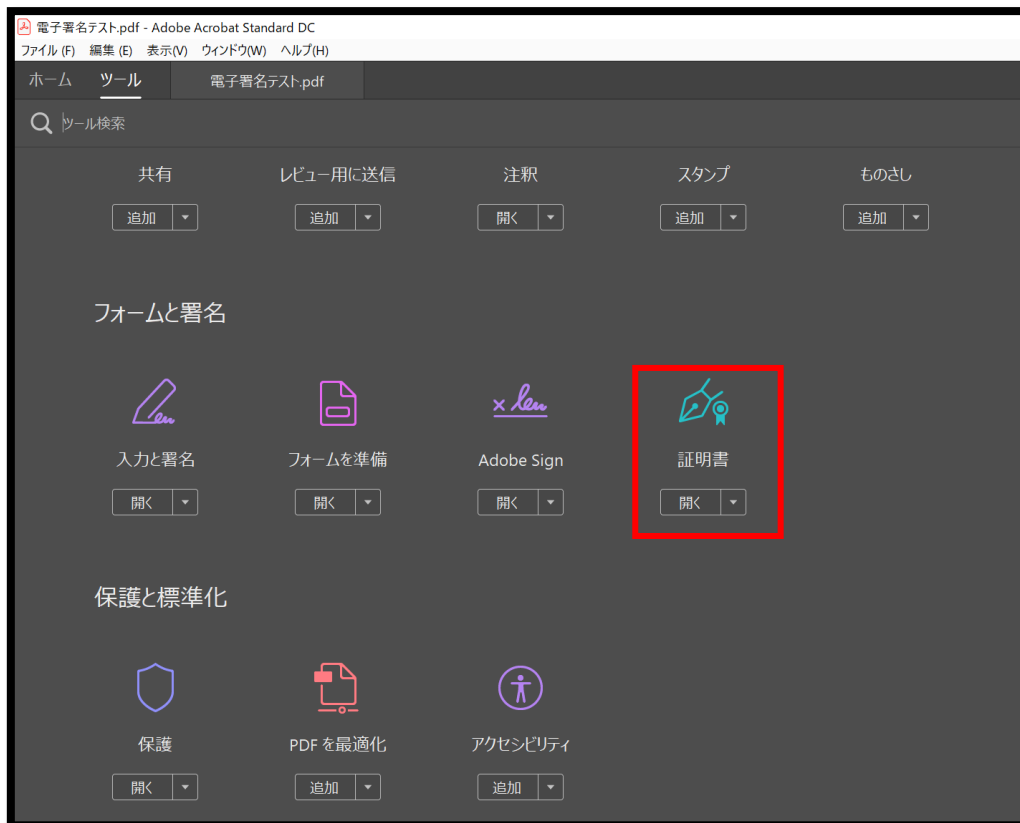 電子署名テスト.pdf - Adobe Acrobat Standard DC
ファイル (F) 編集 (E) 表示(V) ウィンドウ(W) ヘルプ(H)
ホーム ツール 電子署名テスト.pdf
ツール検索
共有 レビュー用に送信 注釈 スタンプ ものさし
追加 追加 開く 追加 追加
フォームと署名
入力と署名 フォームを準備 Adobe Sign 証明書
開く 開く 開く 開く
保護と標準化
保護 PDF を最適化 アクセシビリティ
開く 追加 追加